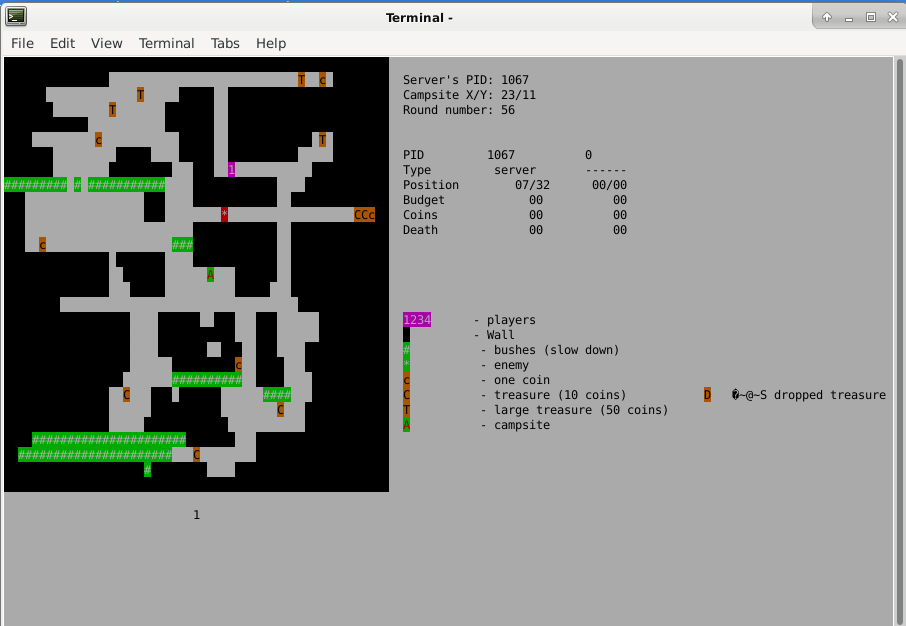 Terminal -
File Edit View Terminal Tabs Help
T c
T
T
c
T
1
######### # ###########
*
CCc
c
###
A
c
##########
C
####
C
######################
######################
C
#
1
Server's PID: 1067
Campsite X/Y: 23/11
Round number: 56
PID 1067 0
Type server ------
Position 07/32 00/00
Budget 00 00
Coins 00 00
Death 00 00
1234 - players
- Wall
# - bushes (slow down)
* - enemy
c - one coin
C - treasure (10 coins) D �~@~S dropped treasure
T - large treasure (50 coins)
A - campsite